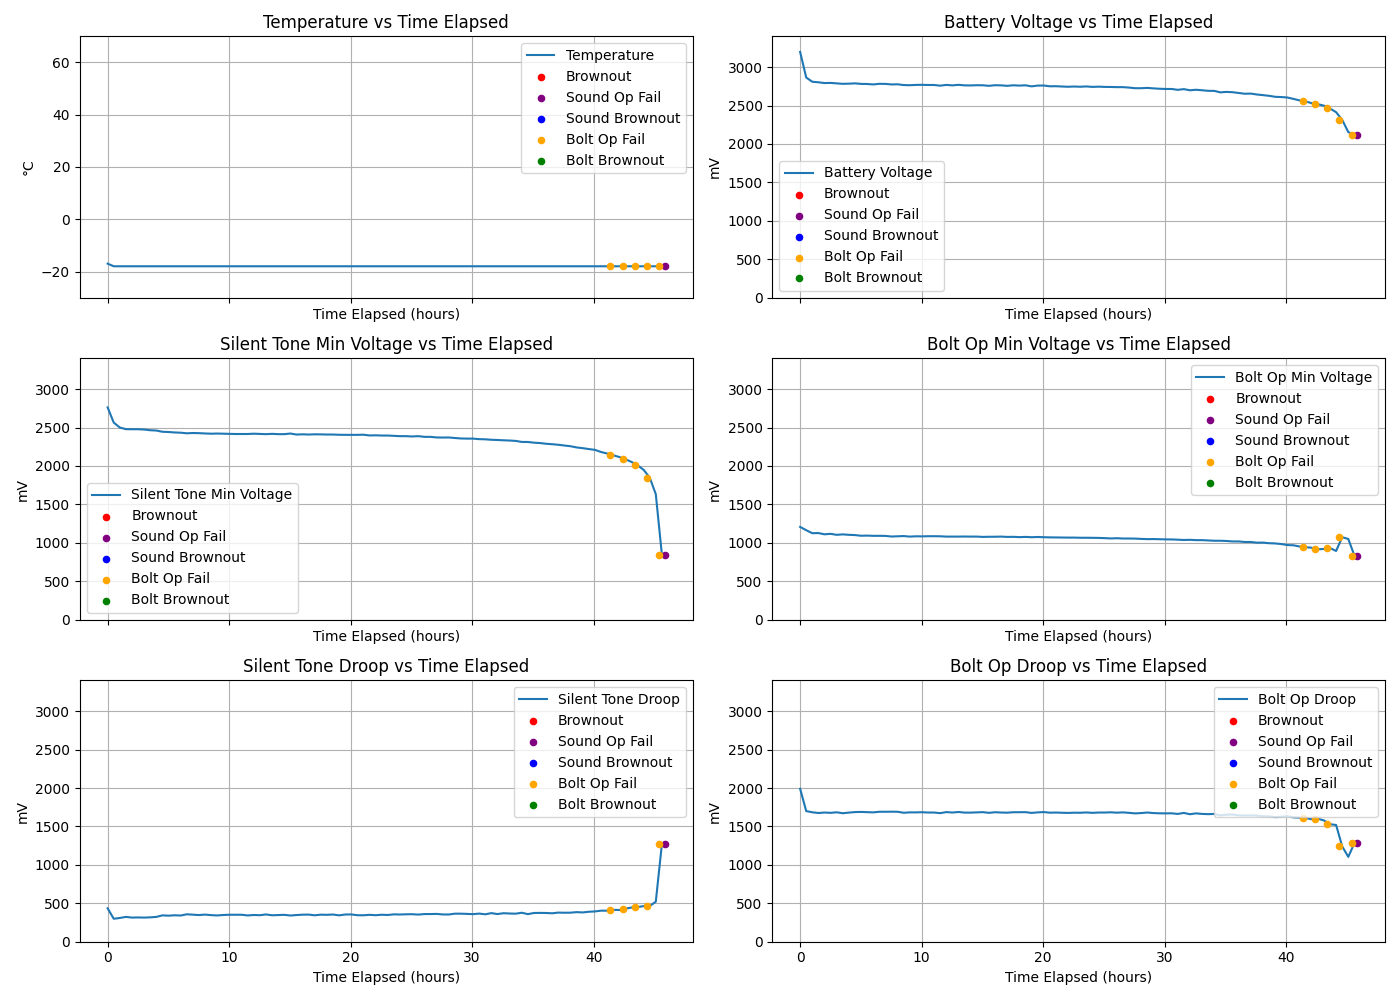 Temperature vs Time Elapsed
°C
60
40
20
0
−20
Temperature
Brownout
Sound Op Fail
Sound Brownout
Bolt Op Fail
Bolt Brownout
Time Elapsed (hours)
Battery Voltage vs Time Elapsed
mV
3000
2500
2000
1500
1000
500
0
Battery Voltage
Brownout
Sound Op Fail
Sound Brownout
Bolt Op Fail
Bolt Brownout
Time Elapsed (hours)
Silent Tone Min Voltage vs Time Elapsed
mV
3000
2500
2000
1500
1000
500
0
Silent Tone Min Voltage
Brownout
Sound Op Fail
Sound Brownout
Bolt Op Fail
Bolt Brownout
Time Elapsed (hours)
Bolt Op Min Voltage vs Time Elapsed
mV
3000
2500
2000
1500
1000
500
0
Bolt Op Min Voltage
Brownout
Sound Op Fail
Sound Brownout
Bolt Op Fail
Bolt Brownout
Time Elapsed (hours)
Silent Tone Droop vs Time Elapsed
mV
3000
2500
2000
1500
1000
500
0
Silent Tone Droop
Brownout
Sound Op Fail
Sound Brownout
Bolt Op Fail
Bolt Brownout
0 10 20 30 40
Time Elapsed (hours)
Bolt Op Droop vs Time Elapsed
mV
3000
2500
2000
1500
1000
500
0
Bolt Op Droop
Brownout
Sound Op Fail
Sound Brownout
Bolt Op Fail
Bolt Brownout
0 10 20 30 40
Time Elapsed (hours)